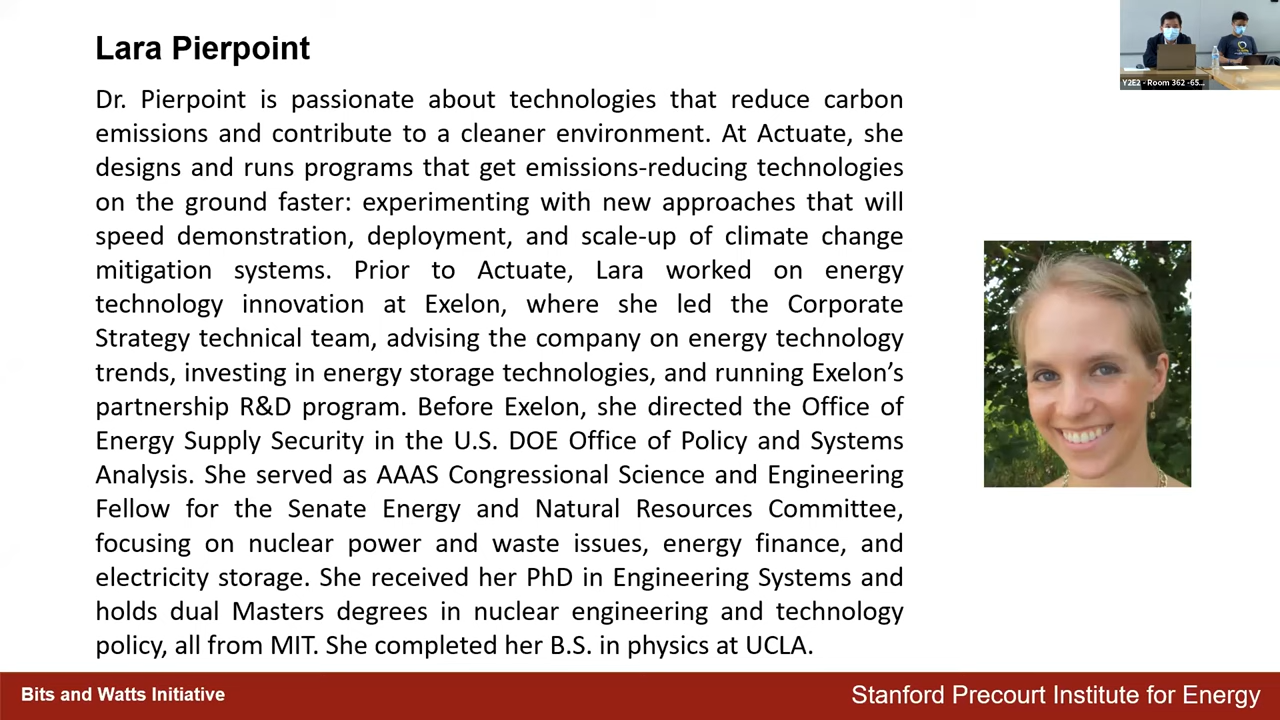 Lara Pierpoint
Dr. Pierpoint is passionate about technologies that reduce carbon
emissions and contribute to a cleaner environment. At Actuate, she
designs and runs programs that get emissions-reducing technologies
on the ground faster: experimenting with new approaches that will
speed demonstration, deployment, and scale-up of climate change
mitigation systems. Prior to Actuate, Lara worked on energy
technology innovation at Exelon, where she led the Corporate
Strategy technical team, advising the company on energy technology
trends, investing in energy storage technologies, and running Exelon’s
partnership R&D program. Before Exelon, she directed the Office of
Energy Supply Security in the U.S. DOE Office of Policy and Systems
Analysis. She served as AAAS Congressional Science and Engineering
Fellow for the Senate Energy and Natural Resources Committee,
focusing on nuclear power and waste issues, energy finance, and
electricity storage. She received her PhD in Engineering Systems and
holds dual Masters degrees in nuclear engineering and technology
policy, all from MIT. She completed her B.S. in physics at UCLA.
Y2E2 - Room 362 -65...
Bits and Watts Initiative
Stanford Precourt Institute for Energy